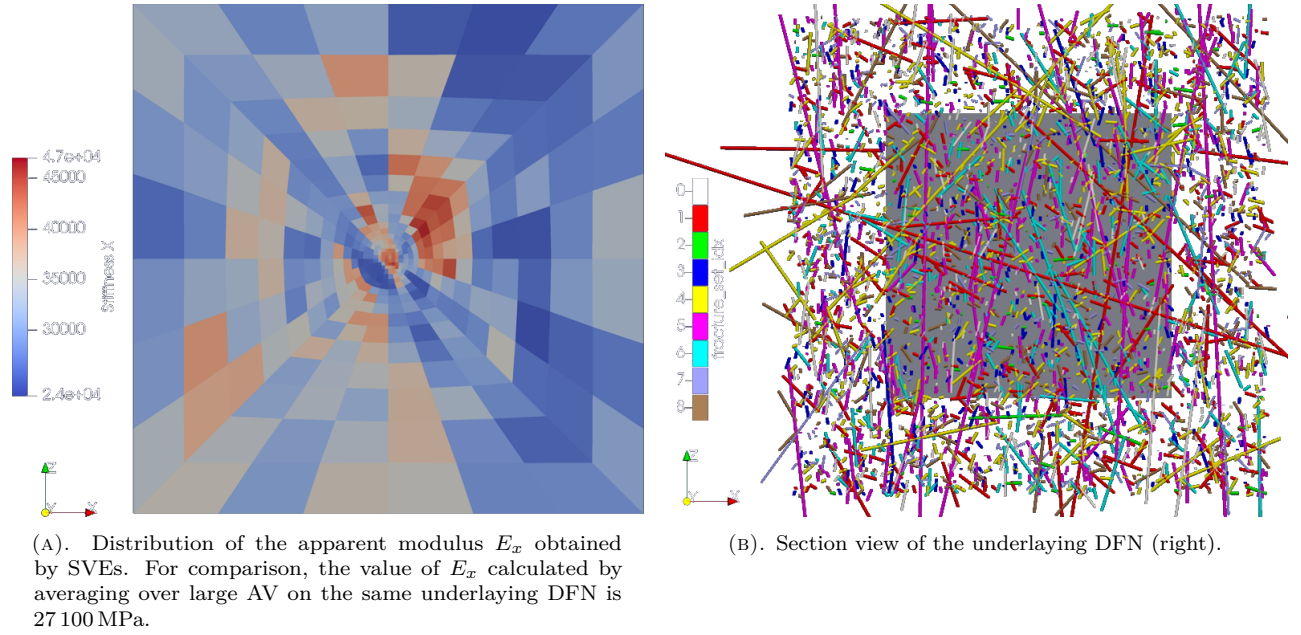 4.7e+04
45000
40000
35000
30000
2.4e+04
Stiffness X
Z
Y
X
(A). Distribution of the apparent modulus Eₓ obtained
by SVEs. For comparison, the value of Eₓ calculated by
averaging over large AV on the same underlaying DFN is
27 100 MPa.
0
1
2
3
4
5
6
7
8
fracture_set_idx
Z
Y
X
(B). Section view of the underlaying DFN (right).